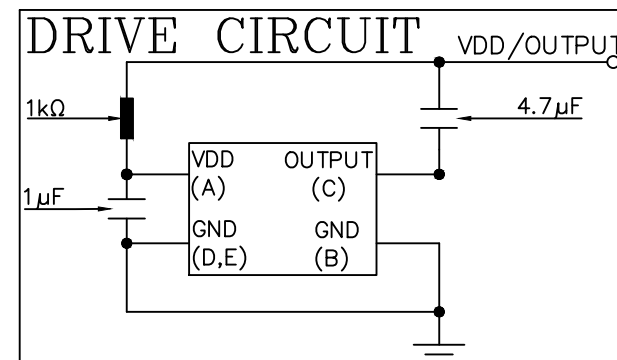 DRIVE CIRCUIT
VDD/OUTPUT
1kΩ
4.7µF
VDD
OUTPUT
(A)
(C)
1µF
GND
GND
(D,E)
(B)